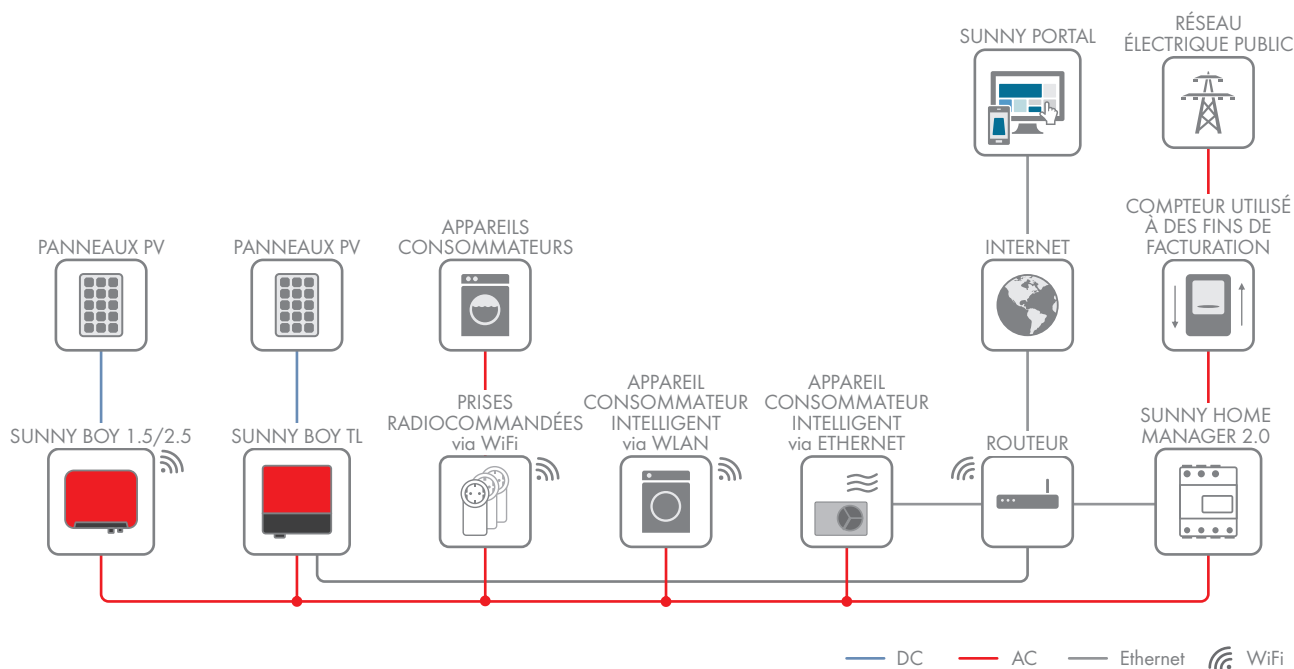 RÉSEAU
ÉLECTRIQUE PUBLIC
SUNNY PORTAL
COMPTEUR UTILISÉ
À DES FINS DE
FACTURATION
PANNEAUX PV
PANNEAUX PV
APPAREILS
CONSOMMATEURS
INTERNET
PRISES
RADIOCOMMANDÉES
via WiFi
APPAREIL
CONSOMMATEUR
INTELLIGENT
via WLAN
APPAREIL
CONSOMMATEUR
INTELLIGENT
via ETHERNET
SUNNY BOY 1.5/2.5
SUNNY BOY TL
ROUTEUR
SUNNY HOME
MANAGER 2.0
DC
AC
Ethernet
WiFi